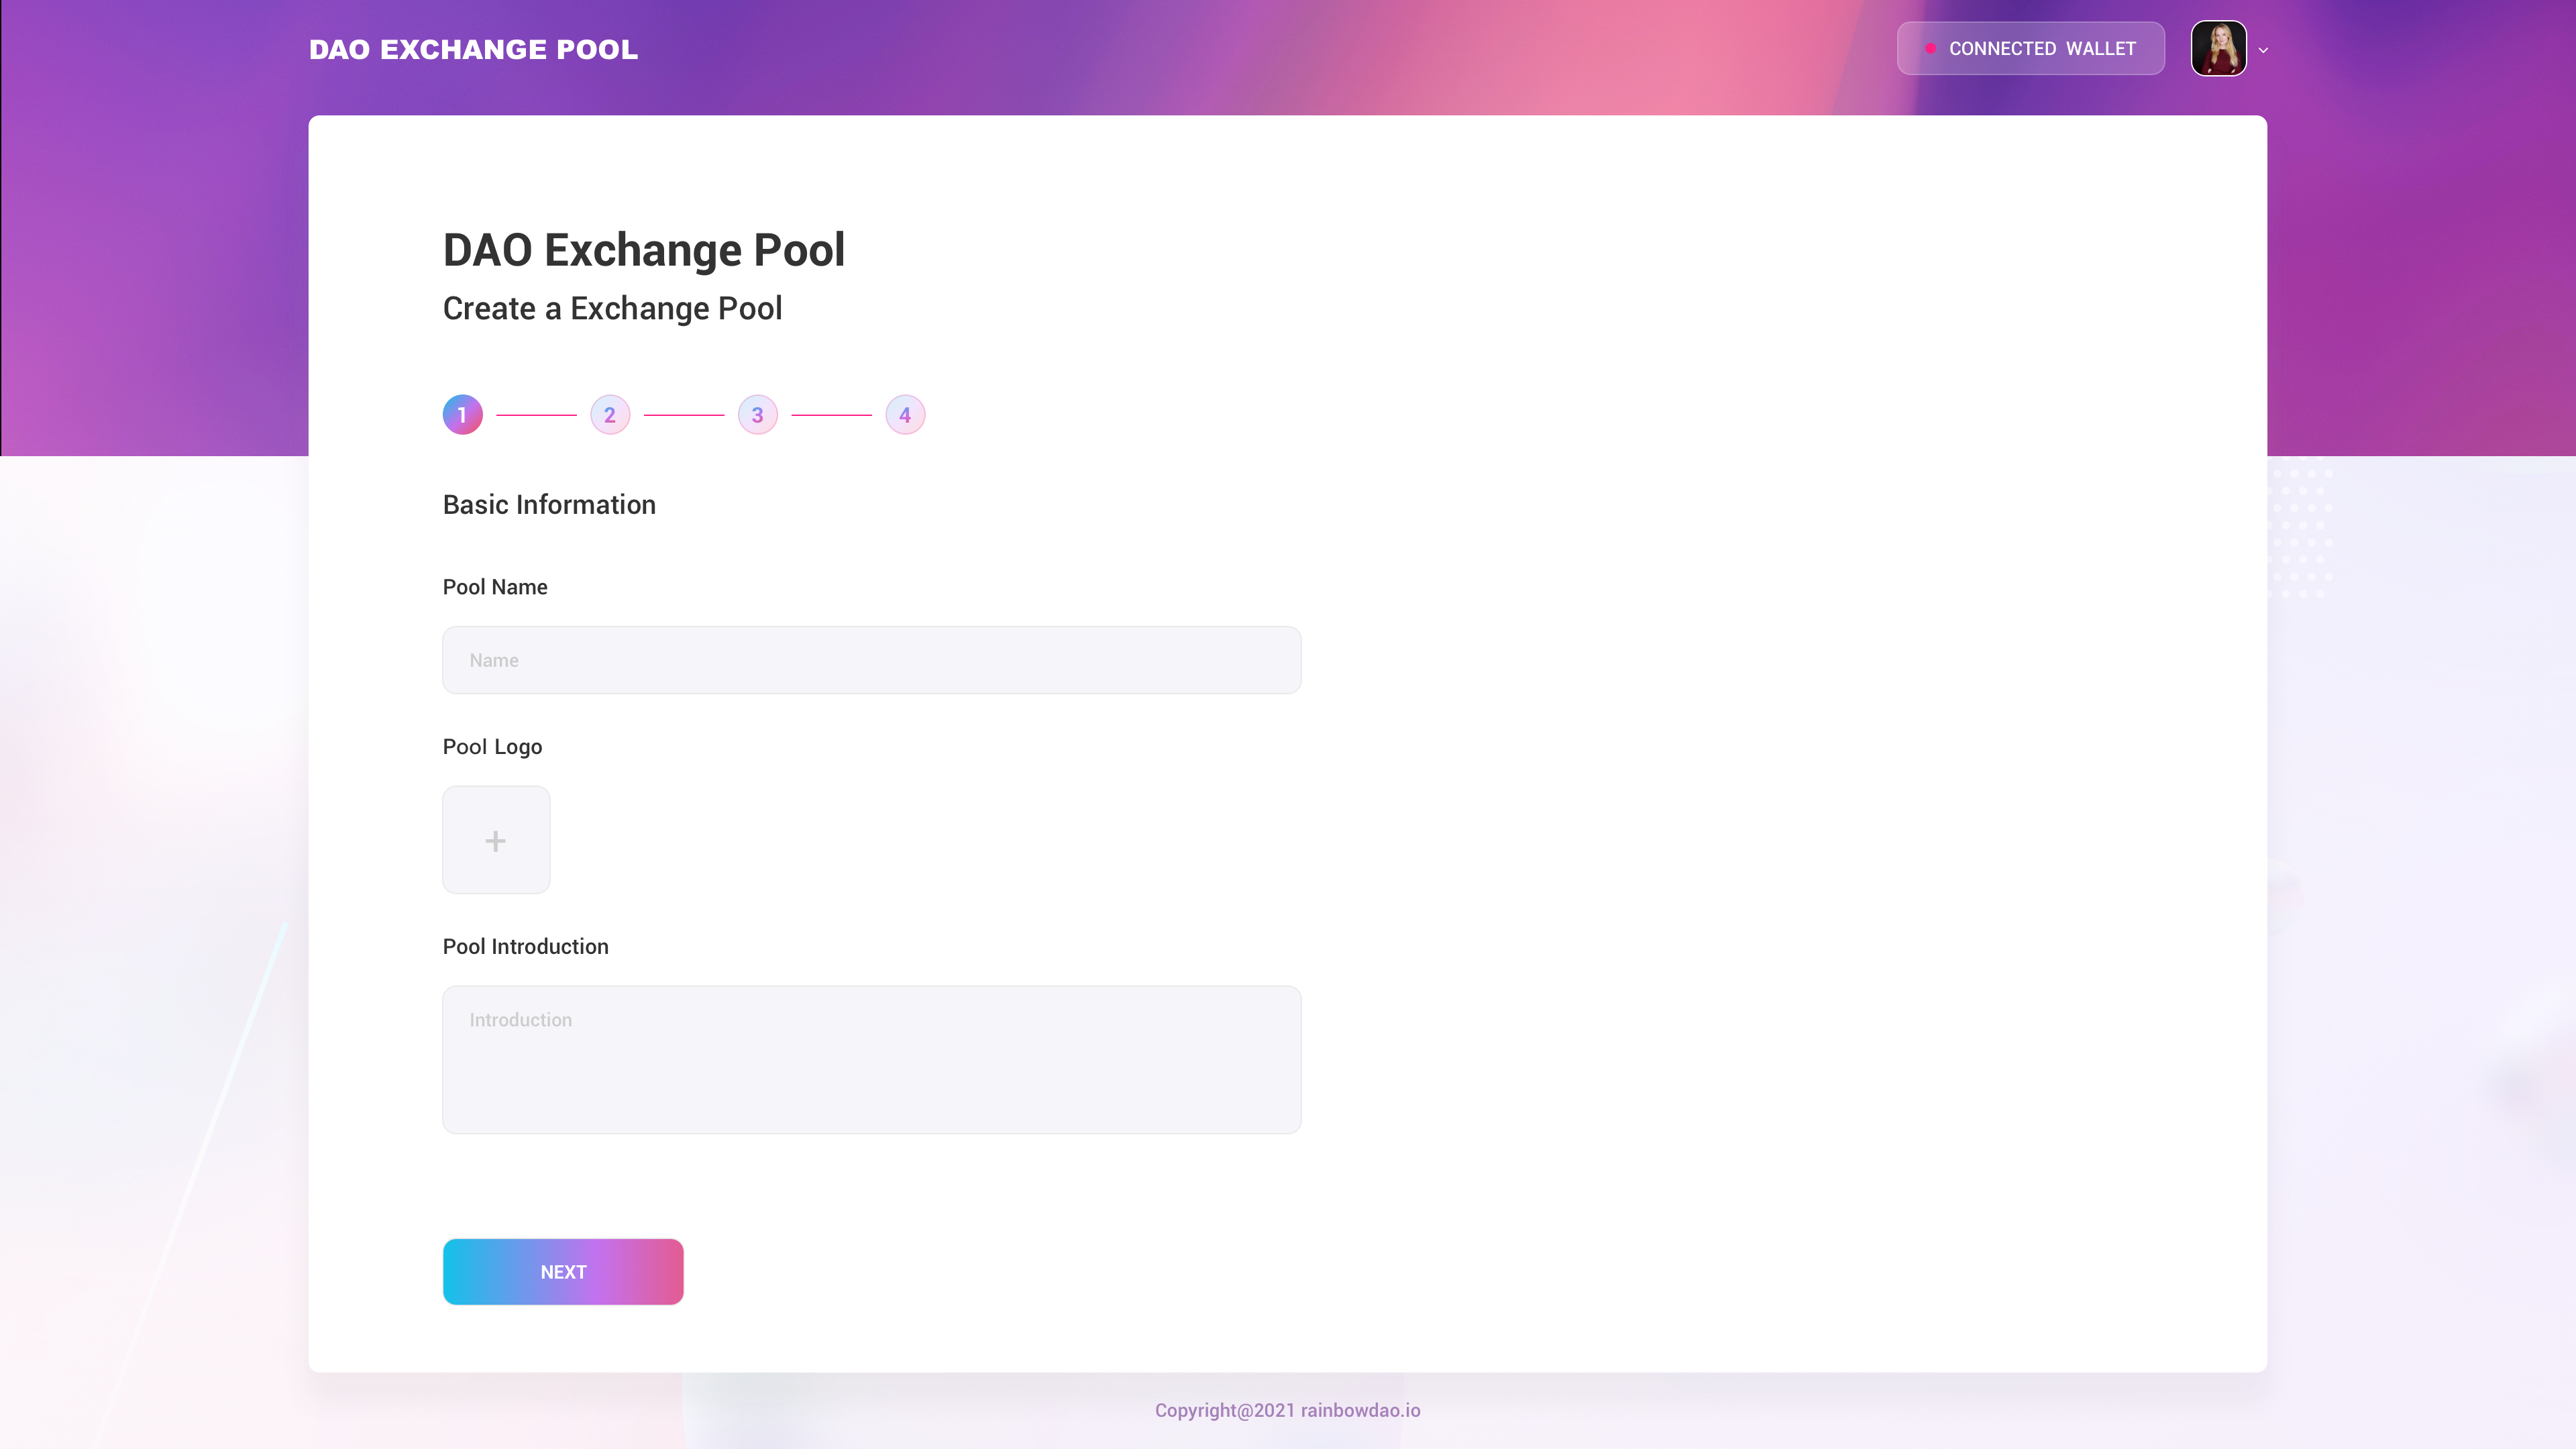 DAO EXCHANGE POOL
CONNECTED WALLET
DAO Exchange Pool
Create a Exchange Pool
1 2 3 4
Basic Information
Pool Name
Name
Pool Logo
+
Pool Introduction
Introduction
NEXT
Copyright@2021 rainbowdao.io